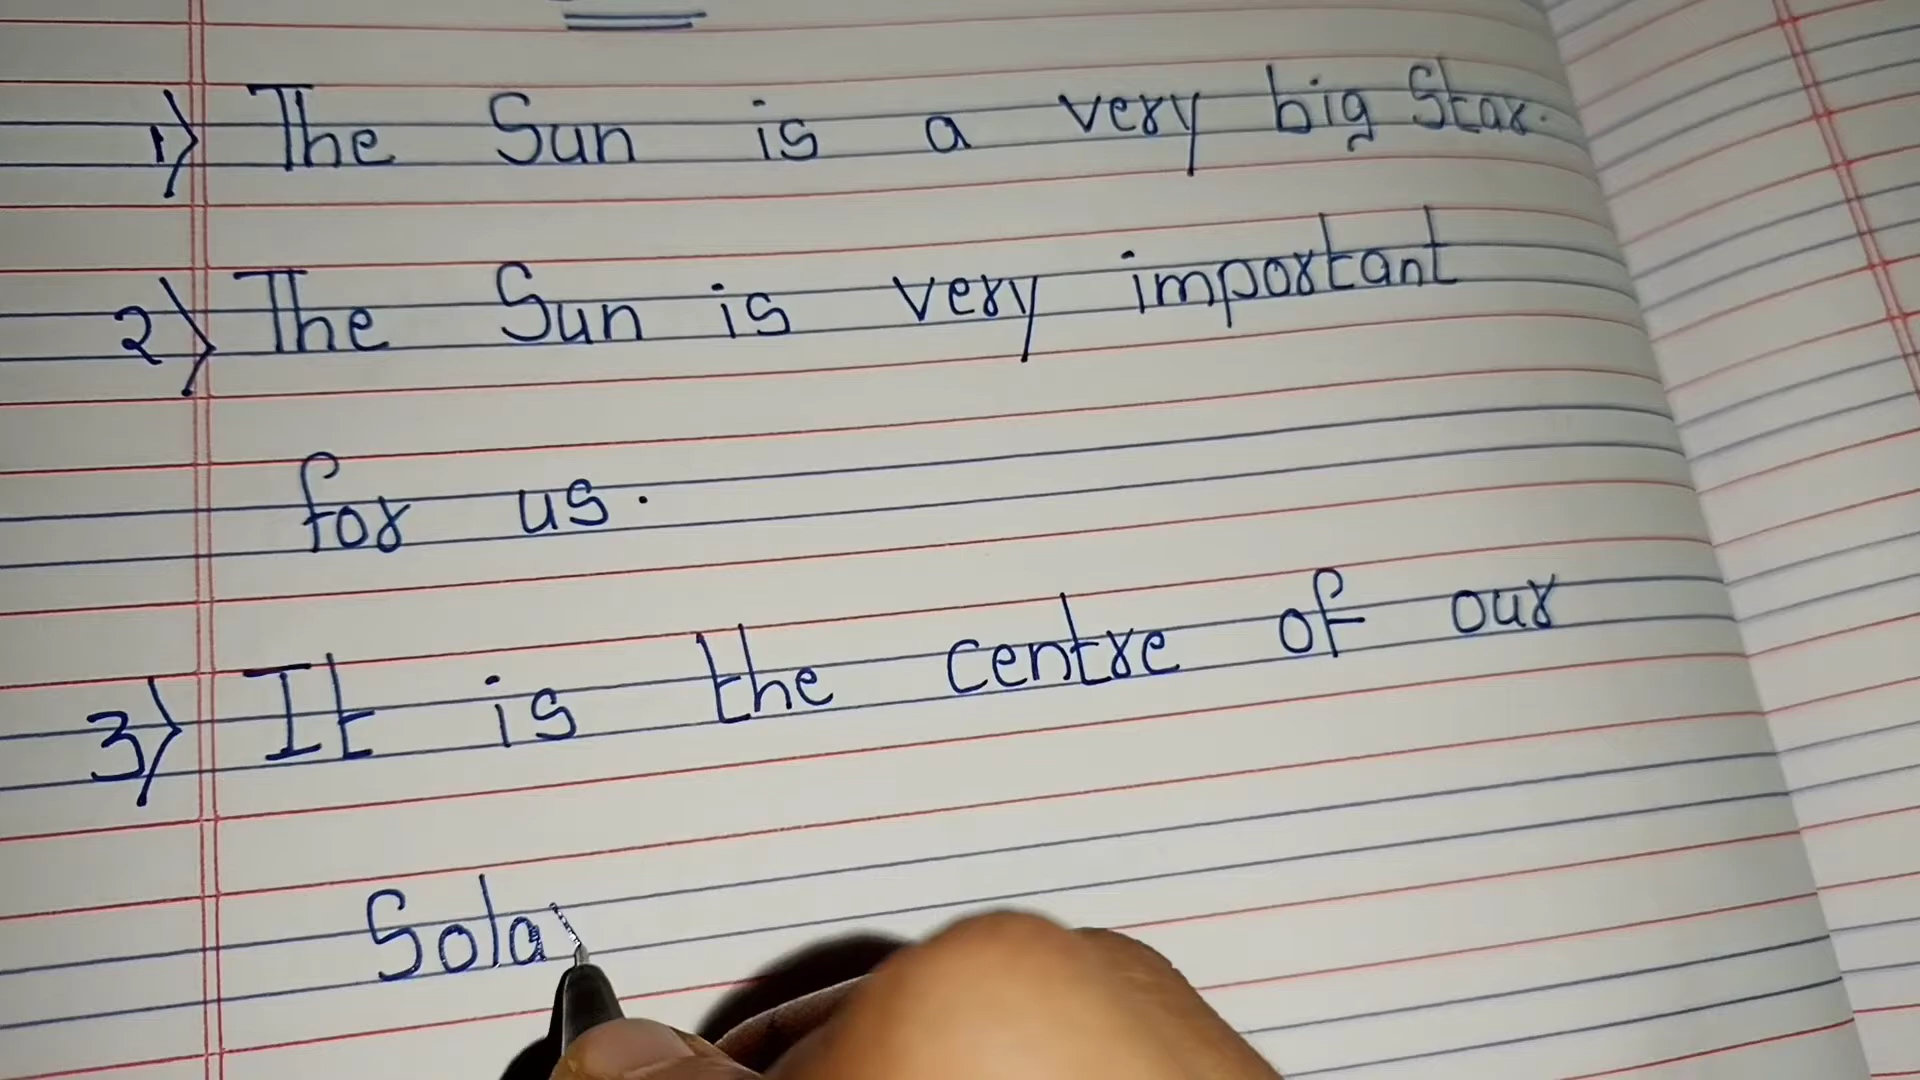 1) The Sun is a very big Star.
2) The Sun is very important
for us.
3) It is the centre of our
Sola